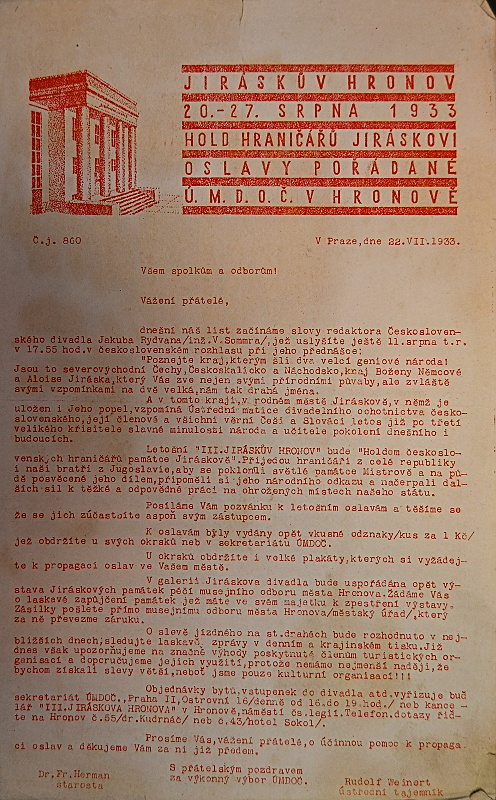 JIRÁSKŮV HRONOV
20.-27. SRPNA 1933
HOLD HRANIČÁŘŮ JIRÁSKOVI
OSLAVY POŘÁDANÉ
Ú.M.D.O.Č. V HRONOVĚ
Č.j. 860
V Praze, dne 22.VII.1933.
Všem spolkům a odborům!
Vážení přátelé,
dnešní náš list začínáme slovy redaktora Českosloven-
ského divadla Jakuba Rydvana/inž.V.Sommra/, jež uslyšíte ještě 11.srpna t.r.
v 17.55 hod.v československém rozhlasu při jeho přednášce:
"Poznejte kraj,kterým šli dva velcí geniové národa!
Jsou to severovýchodní Čechy,Českoskalicko a Náchodsko,kraj Boženy Němcové
a Aloise Jiráska,který Vás zve nejen svými přírodními půvaby,ale zvláště
svými vzpomínkami na dvě velká,nám tak drahá jména.
A v tomto kraji,v rodném městě Jiráskově,v němž je
uložen i Jeho popel,vzpomíná Ústřední matice divadelního ochotnictva česko-
slovenského,její členové a všichni věrní Češi a Slováci letos již po třetí
velikého křisitele slavné minulosti národa a učitele pokolení dnešního i
budoucích.
Letošní "III.JIRÁSKŮV HRONOV" bude "Holdem českoslo-
venských hraničářů památce Jiráskově".Přijedou hraničáři z celé republiky
i naši bratři z Jugoslavie,aby se poklonili světlé památce Mistrově a na pů-
dě posvěcené jeho dílem,připoměli si jeho národního odkazu a načerpali dal-
ších sil k těžké a odpovědné práci na ohrožených místech našeho státu.
Posíláme Vám pozvánku k letošním oslavám a těšíme se
že se jich zúčastníte aspoň svým zástupcem.
K oslavám byly vydány opět vkusné odznaky/kus za 1 Kč/
jež obdržíte u svých okrsků neb v sekretariátu ÚMDOČ.
U okrsků obdržíte i velké plakáty,kterých si vyžádej-
te k propagaci oslav ve Vašem městě.
V galerii Jiráskova divadla bude uspořádána opět vý-
stava Jiráskových památek péčí musejního odboru města Hronova.Žádáme Vás
o laskavé zapůjčení památek jež máte ve svém majetku k zpestření výstavy.
Zásilky pošlete přímo musejnímu odboru města Hronova/městský úřad/,který
za ně převezme záruku.
O slevě jízdného na st.drahách bude rozhodnuto v nej-
bližších dnech;sledujte laskavě zprávy v denním a krajinském tisku.Již
dnes však upozorňujeme na značné výhody poskytnuté členům turistických or-
ganisací a doporučujeme jejich využití,protože nemáme nejmenší naději,že
bychom získali slevy větší,neboť jsme pouze kulturní organisací!!!
Objednávky bytů,vstupenek do divadla atd.vyřizuje buď
sekretariát ÚMDOČ.,Praha II,Ostrovní 16/denně od 16.do 19.hod./ neb kance -
lář "III.JIRÁSKOVA HRONOVA" v Hronově,náměstí čs.legií.Telefon.dotazy řiď-
te na Hronov č.55/dr.Kudrnáč/ neb č.43/hotel Sokol/.
Prosíme Vás,vážení přátelé,o účinnou pomoc k propaga-
ci oslav a děkujeme Vám za ni již předem.
S přátelským pozdravem
za výkonný výbor ÚMDOČ.
Dr.Fr.Herman
starosta
Rudolf Weinert
ústřední tajemník